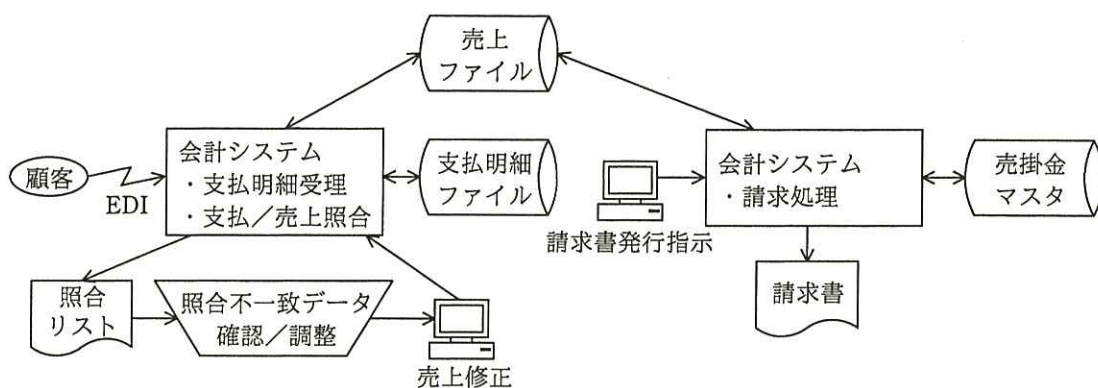 売上
ファイル
会計システム
・支払明細受理
・支払／売上照合
支払明細
ファイル
会計システム
・請求処理
売掛金
マスタ
顧客
EDI
請求書発行指示
照合
リスト
照合不一致データ
確認／調整
売上修正
請求書